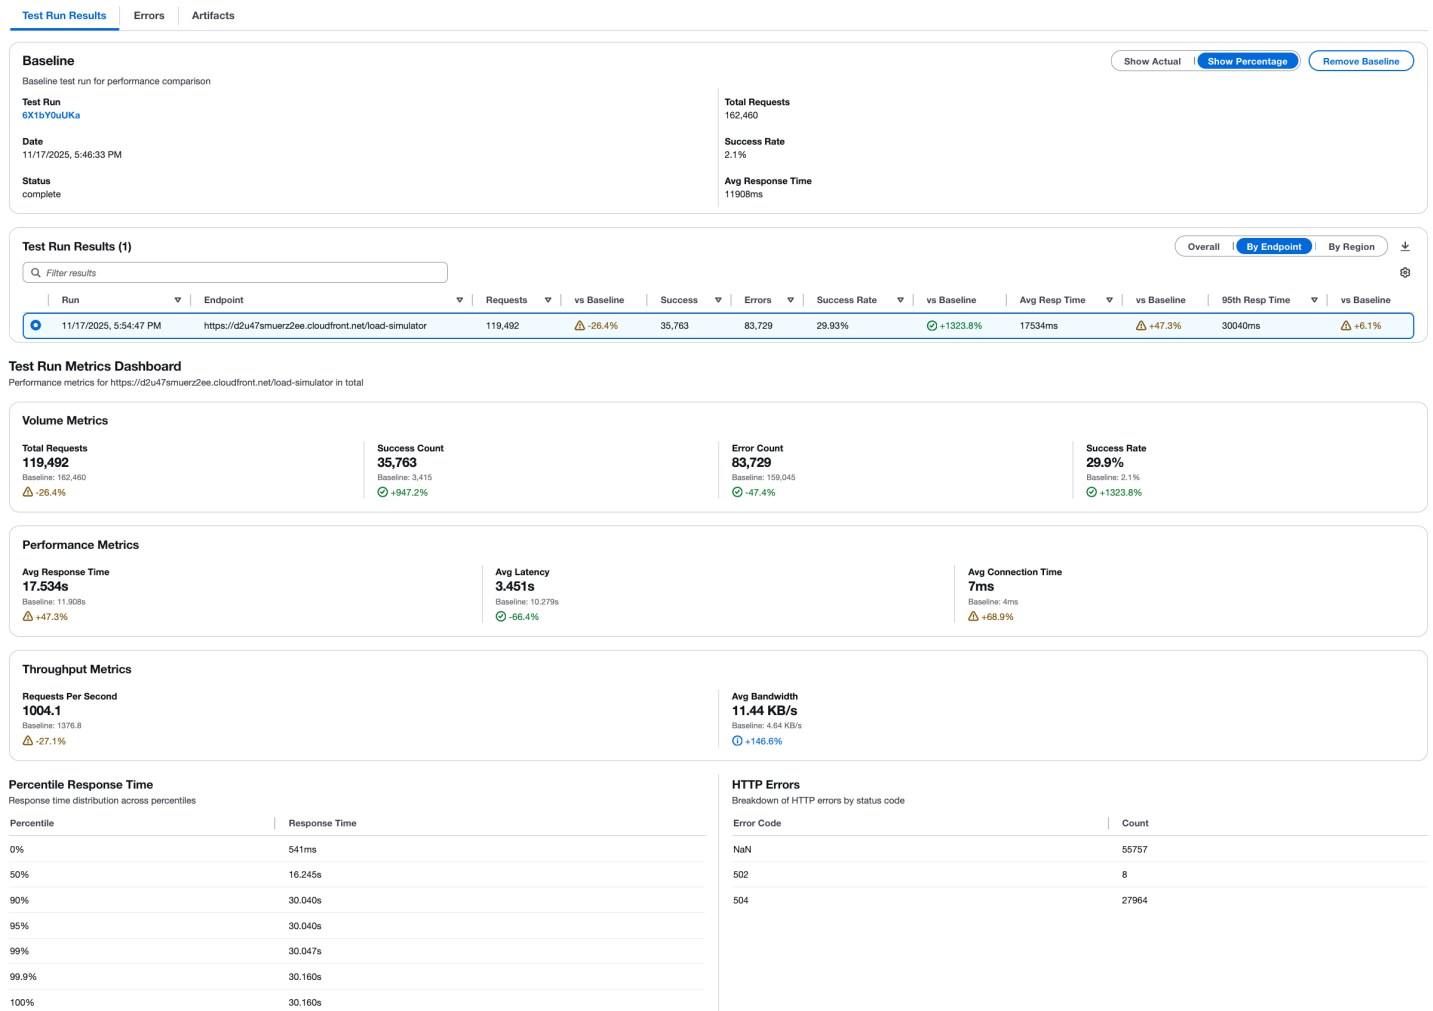 Test Run Results
Errors
Artifacts
Baseline
Show Actual
Show Percentage
Remove Baseline
Baseline test run for performance comparison
Test Run
6X1bY0uUKa
Date
11/17/2025, 5:46:33 PM
Status
complete
Total Requests
162,460
Success Rate
2.1%
Avg Response Time
11908ms
Test Run Results (1)
Overall
By Endpoint
By Region
Filter results
Run Endpoint Requests vs Baseline Success Errors Success Rate vs Baseline Avg Resp Time vs Baseline 95th Resp Time vs Baseline
11/17/2025, 5:54:47 PM https://d2u47smuerz2ee.cloudfront.net/load-simulator 119,492 -26.4% 35,763 83,729 29.93% +1323.8% 17534ms +47.3% 30040ms +6.1%
Test Run Metrics Dashboard
Performance metrics for https://d2u47smuerz2ee.cloudfront.net/load-simulator in total
Volume Metrics
Total Requests
119,492
Baseline: 162,460
-26.4%
Success Count
35,763
Baseline: 3,415
+947.2%
Error Count
83,729
Baseline: 159,045
-47.4%
Success Rate
29.9%
Baseline: 2.1%
+1323.8%
Performance Metrics
Avg Response Time
17.534s
Baseline: 11.908s
+47.3%
Avg Latency
3.451s
Baseline: 10.279s
-66.4%
Avg Connection Time
7ms
Baseline: 4ms
+68.9%
Throughput Metrics
Requests Per Second
1004.1
Baseline: 1376.8
-27.1%
Avg Bandwidth
11.44 KB/s
Baseline: 4.64 KB/s
+146.6%
Percentile Response Time
Response time distribution across percentiles
Percentile Response Time
0% 541ms
50% 16.245s
90% 30.040s
95% 30.040s
99% 30.047s
99.9% 30.160s
100% 30.160s
HTTP Errors
Breakdown of HTTP errors by status code
Error Code Count
NaN 55757
502 8
504 27964